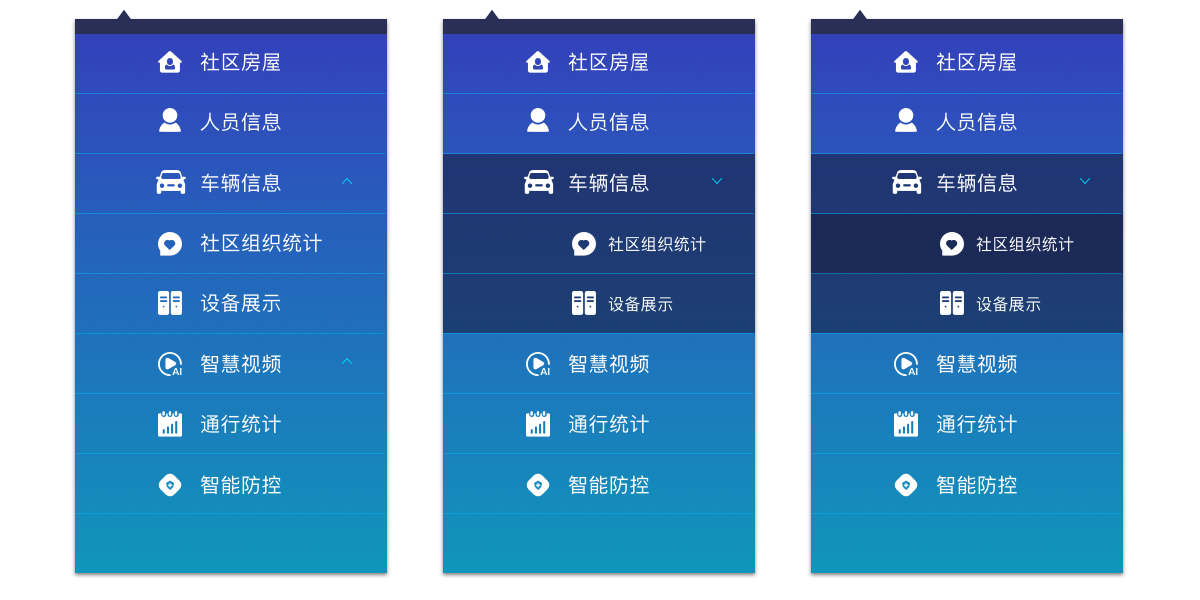 社区房屋
人员信息
车辆信息
社区组织统计
设备展示
智慧视频
AI
通行统计
智能防控
社区房屋
人员信息
车辆信息
社区组织统计
设备展示
智慧视频
AI
通行统计
智能防控
社区房屋
人员信息
车辆信息
社区组织统计
设备展示
智慧视频
AI
通行统计
智能防控